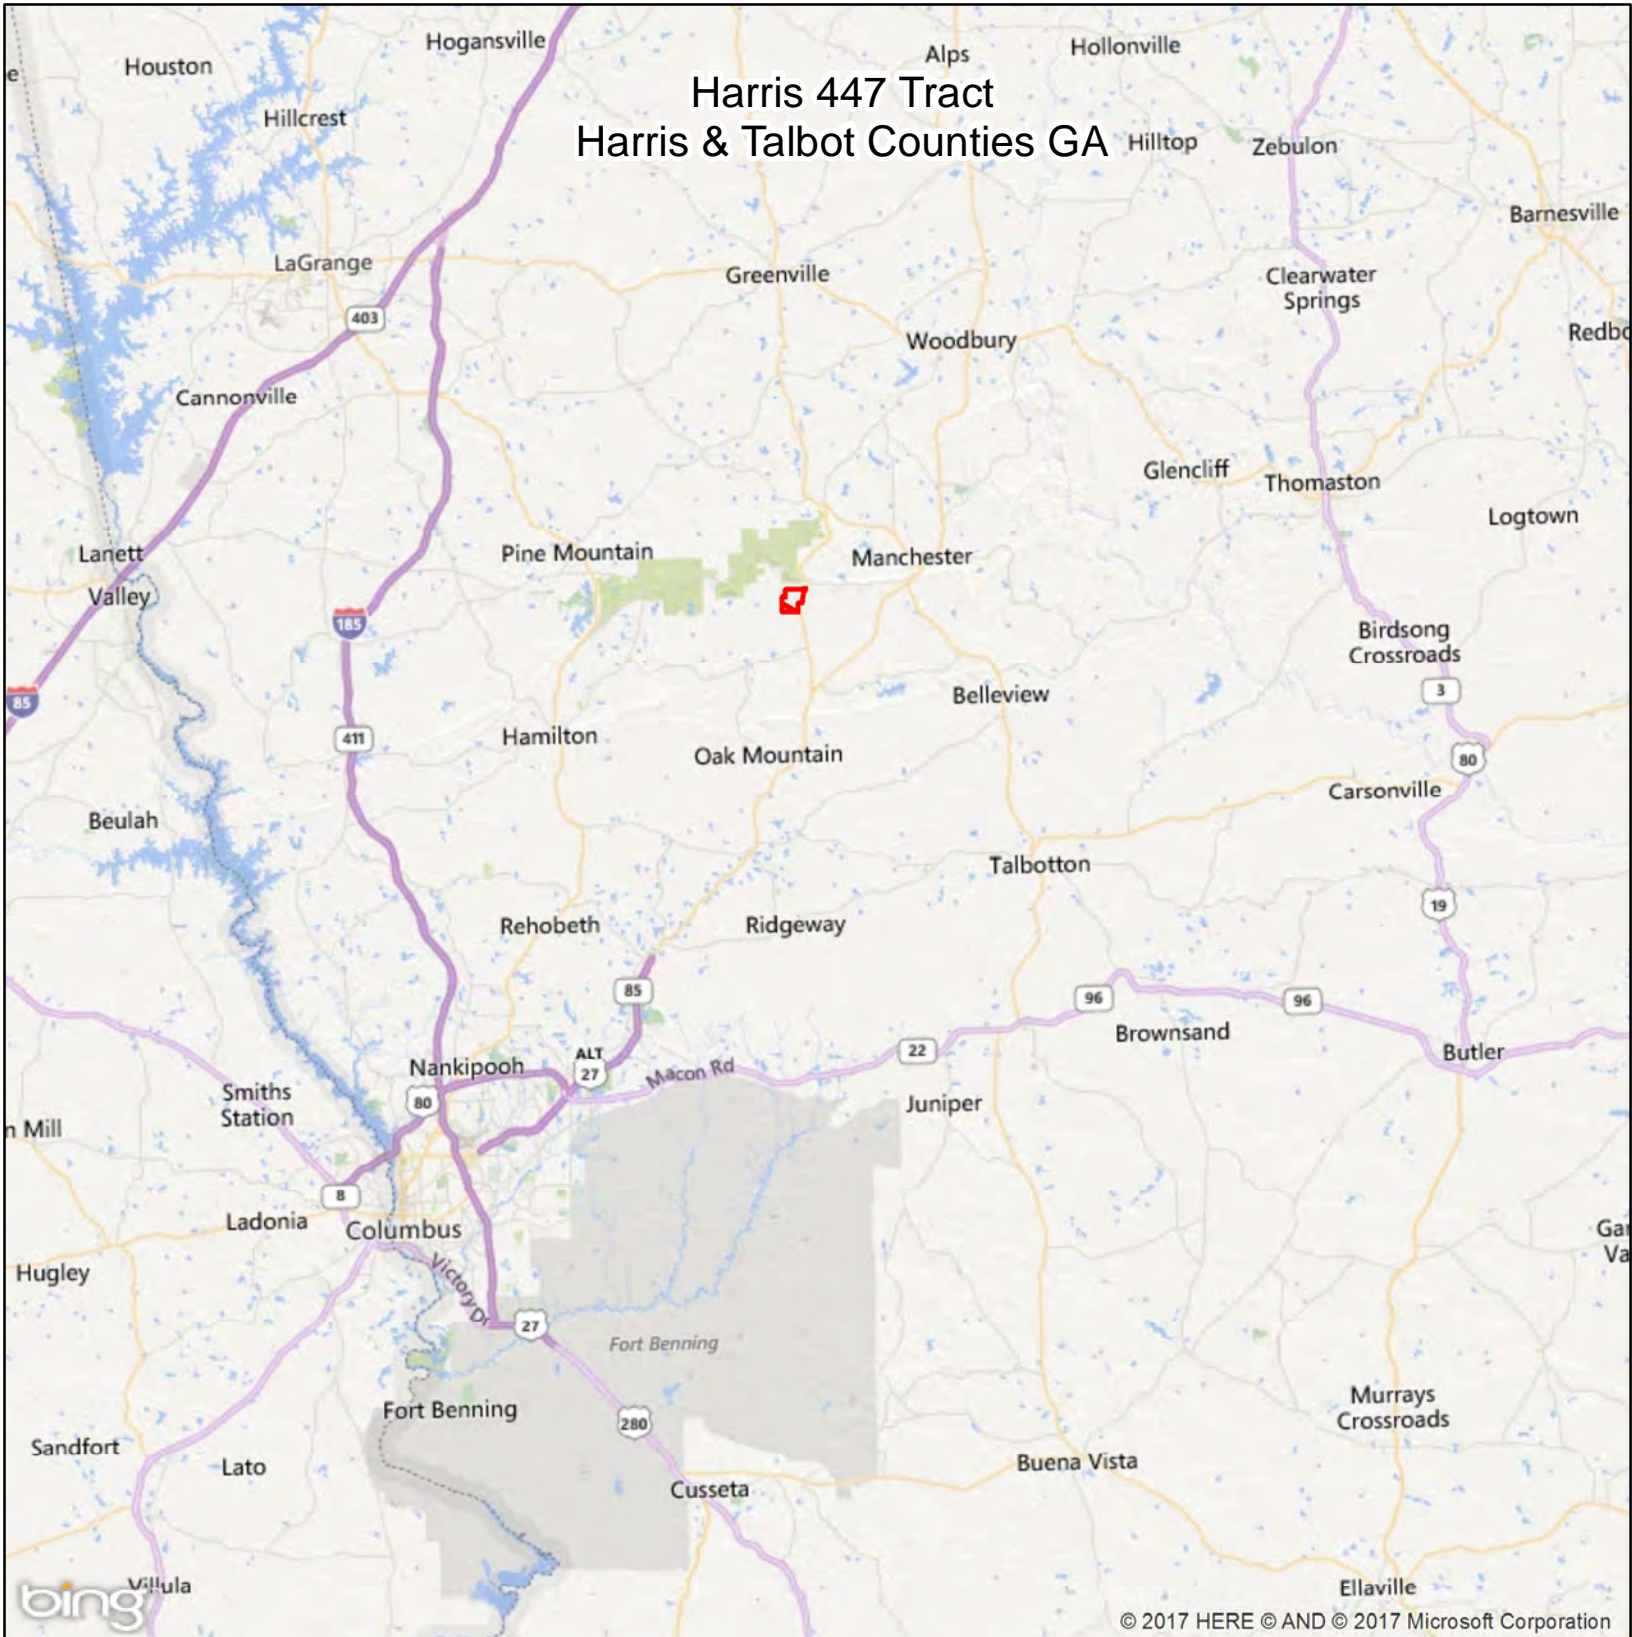 Hogansville
Alps
Hollonville
Houston
e
Harris 447 Tract
Hillcrest
Harris & Talbot Counties GA
Hilltop
Zebulon
Barnesville
LaGrange
Greenville
Clearwater
Springs
403
Redbo
Woodbury
Cannonville
Glencliff
Thomaston
Logtown
Lanett
Pine Mountain
Manchester
Valley
185
Birdsong
Crossroads
85
Belleview
3
411
Hamilton
Oak Mountain
80
Carsonville
Beulah
Talbotton
19
Rehobeth
Ridgeway
85
96
96
Brownsand
22
Butler
Nankipooh
ALT
27
Macon Rd
Smiths
Station
80
Juniper
n Mill
8
Ladonia
Columbus
Gar
Va
Hugley
Victory Dr
27
Fort Benning
Fort Benning
Murrays
Crossroads
280
Sandfort
Lato
Buena Vista
Cusseta
Villula
Ellaville
bing
© 2017 HERE © AND © 2017 Microsoft Corporation